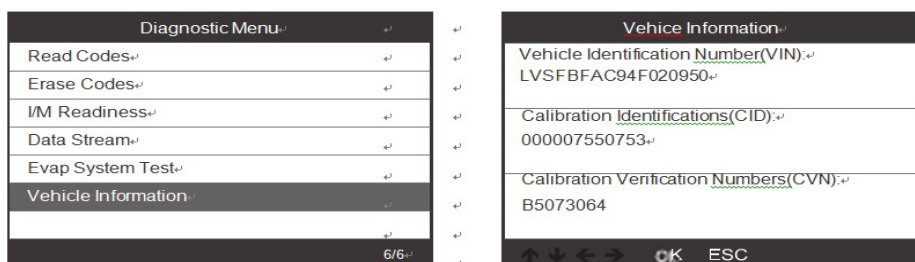 Diagnostic Menu
Read Codes
Erase Codes
I/M Readiness
Data Stream
Evap System Test
Vehicle Information
6/6
Vehice Information
Vehicle Identification Number(VIN):
LVSFBFAC94F020950
Calibration Identifications(CID):
000007550753
Calibration Verification Numbers(CVN):
B5073064
OK ESC